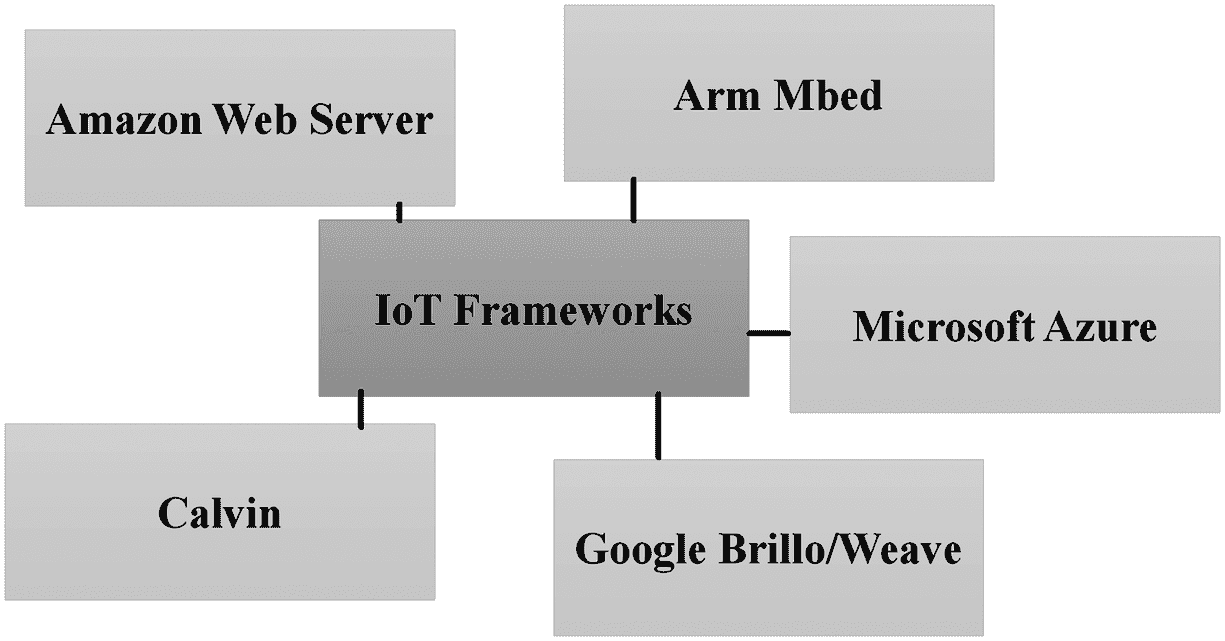 Amazon Web Server
Arm Mbed
IoT Frameworks
Microsoft Azure
Calvin
Google Brillo/Weave